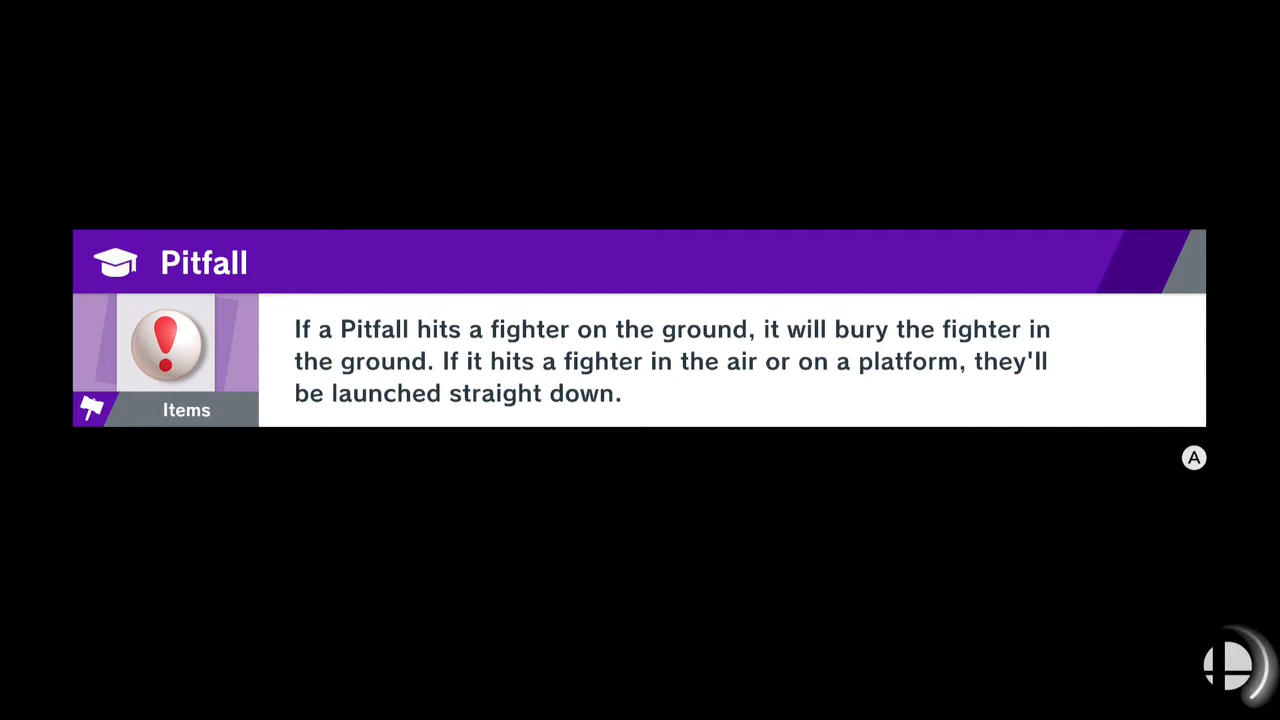 Pitfall
If a Pitfall hits a fighter on the ground, it will bury the fighter in
the ground. If it hits a fighter in the air or on a platform, they'll
be launched straight down.
Items
A